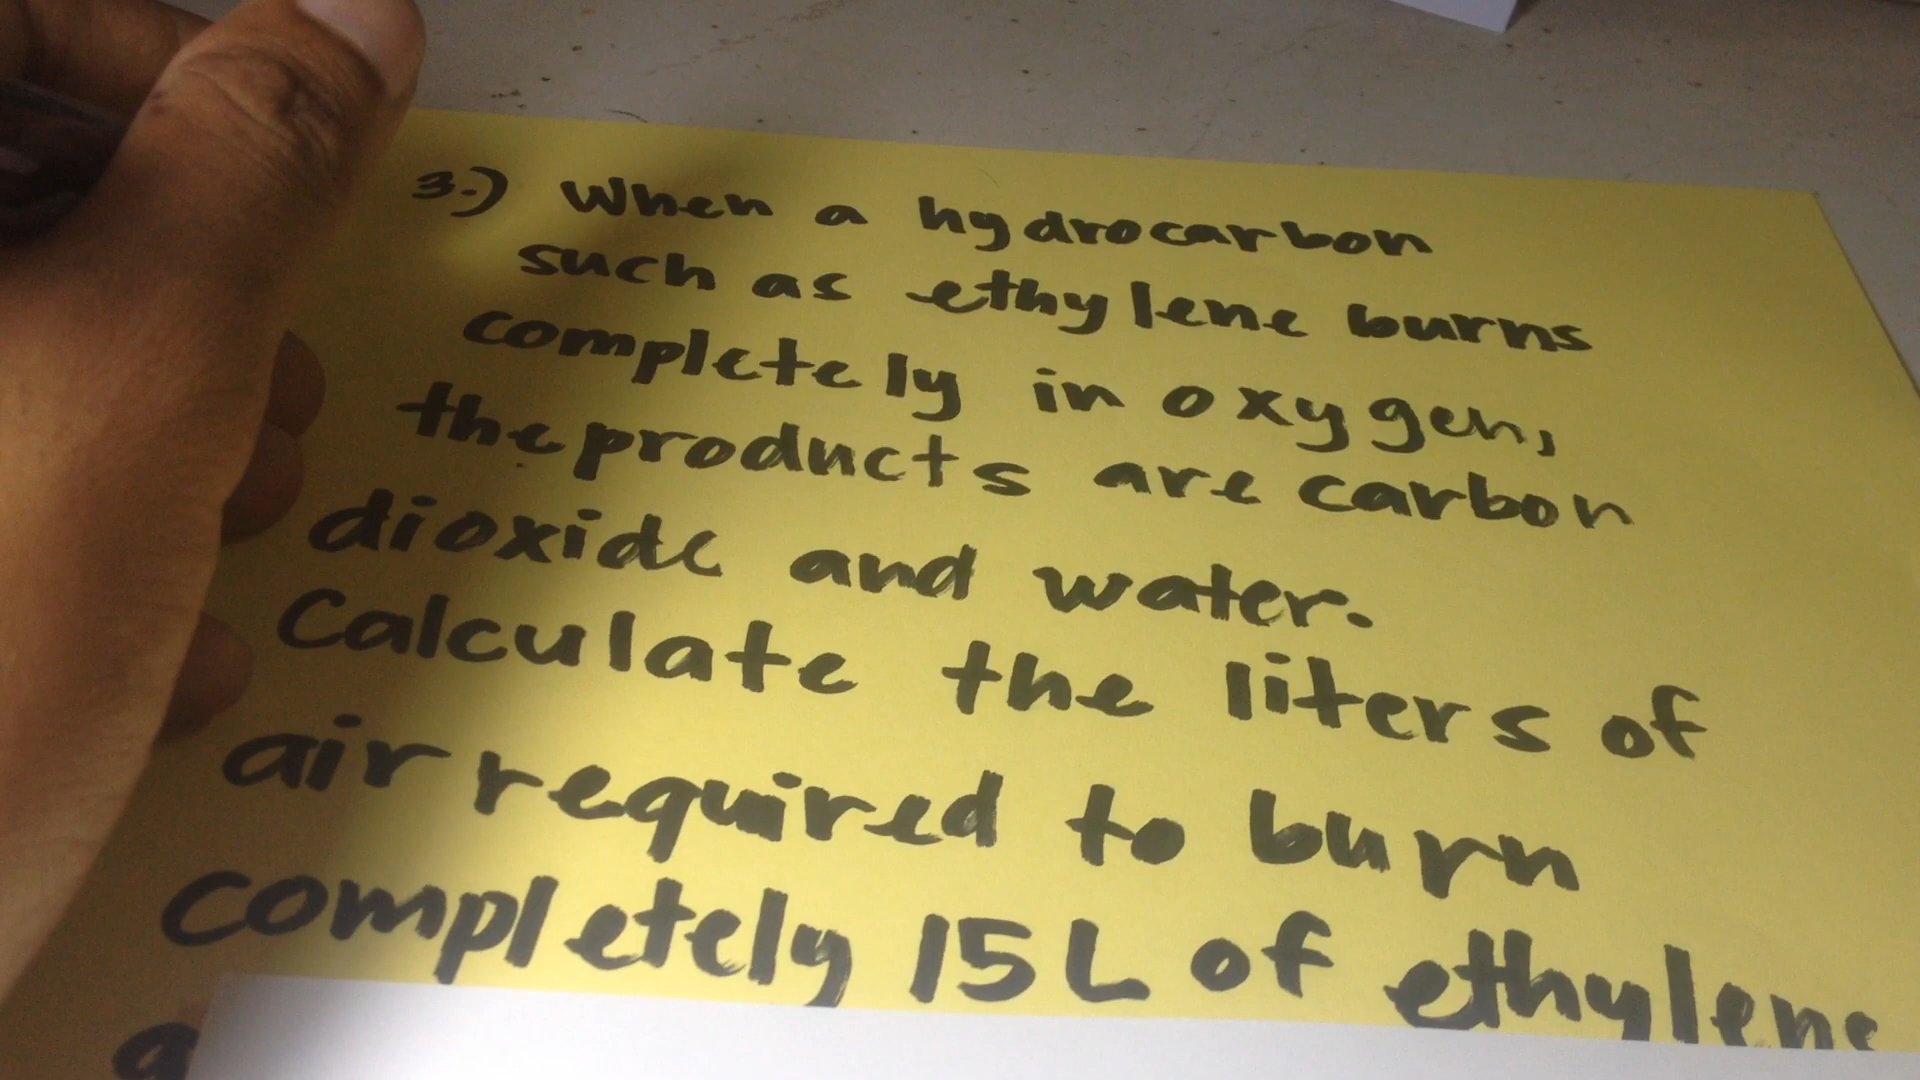 3.) When a hydrocarbon
such as ethylene burns
completely in oxygen,
the products are carbon
dioxide and water.
Calculate the liters of
air required to burn
completely 15 L of ethylene